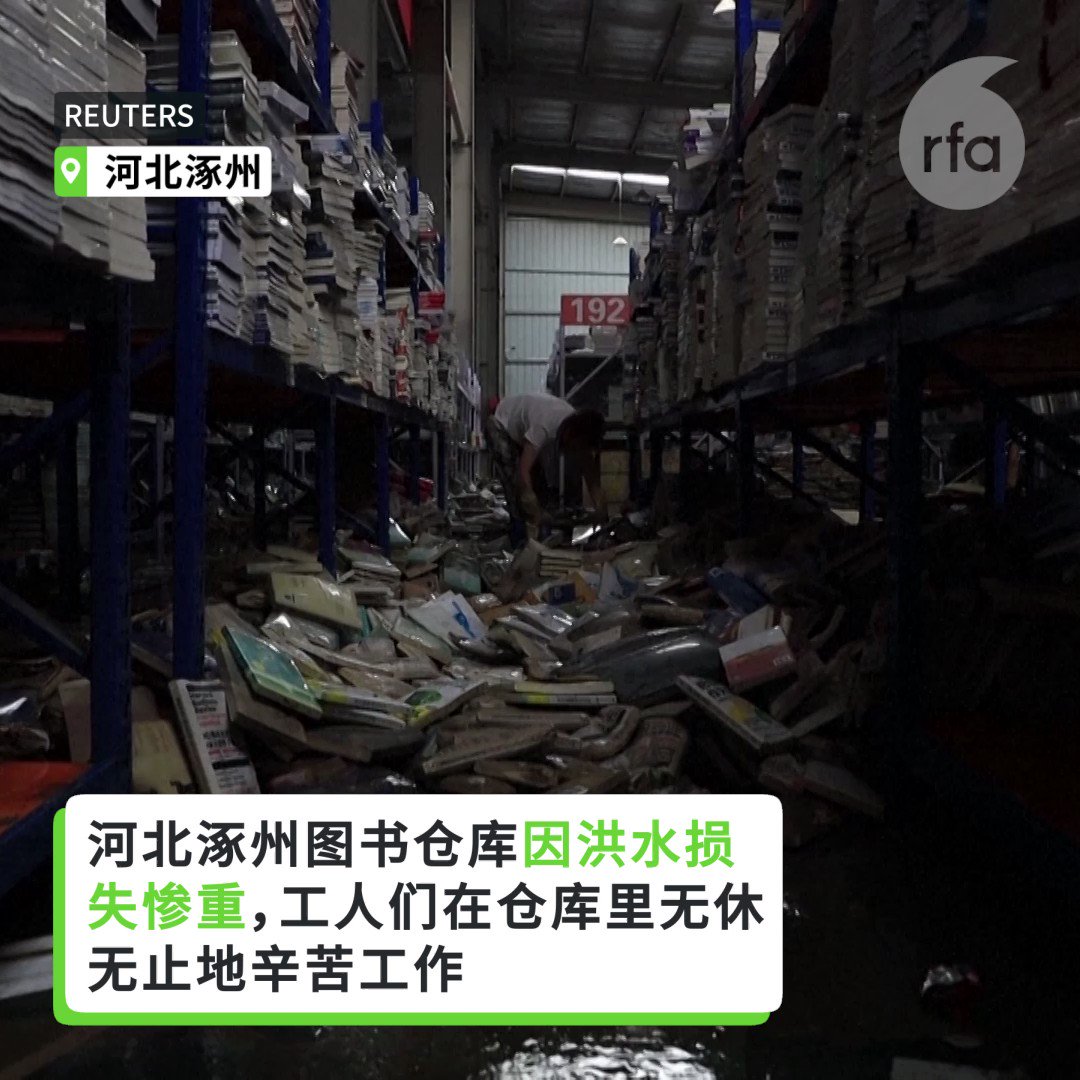 REUTERS
河北涿州
rfa
192
河北涿州图书仓库因洪水损
失惨重，工人们在仓库里无休
无止地辛苦工作